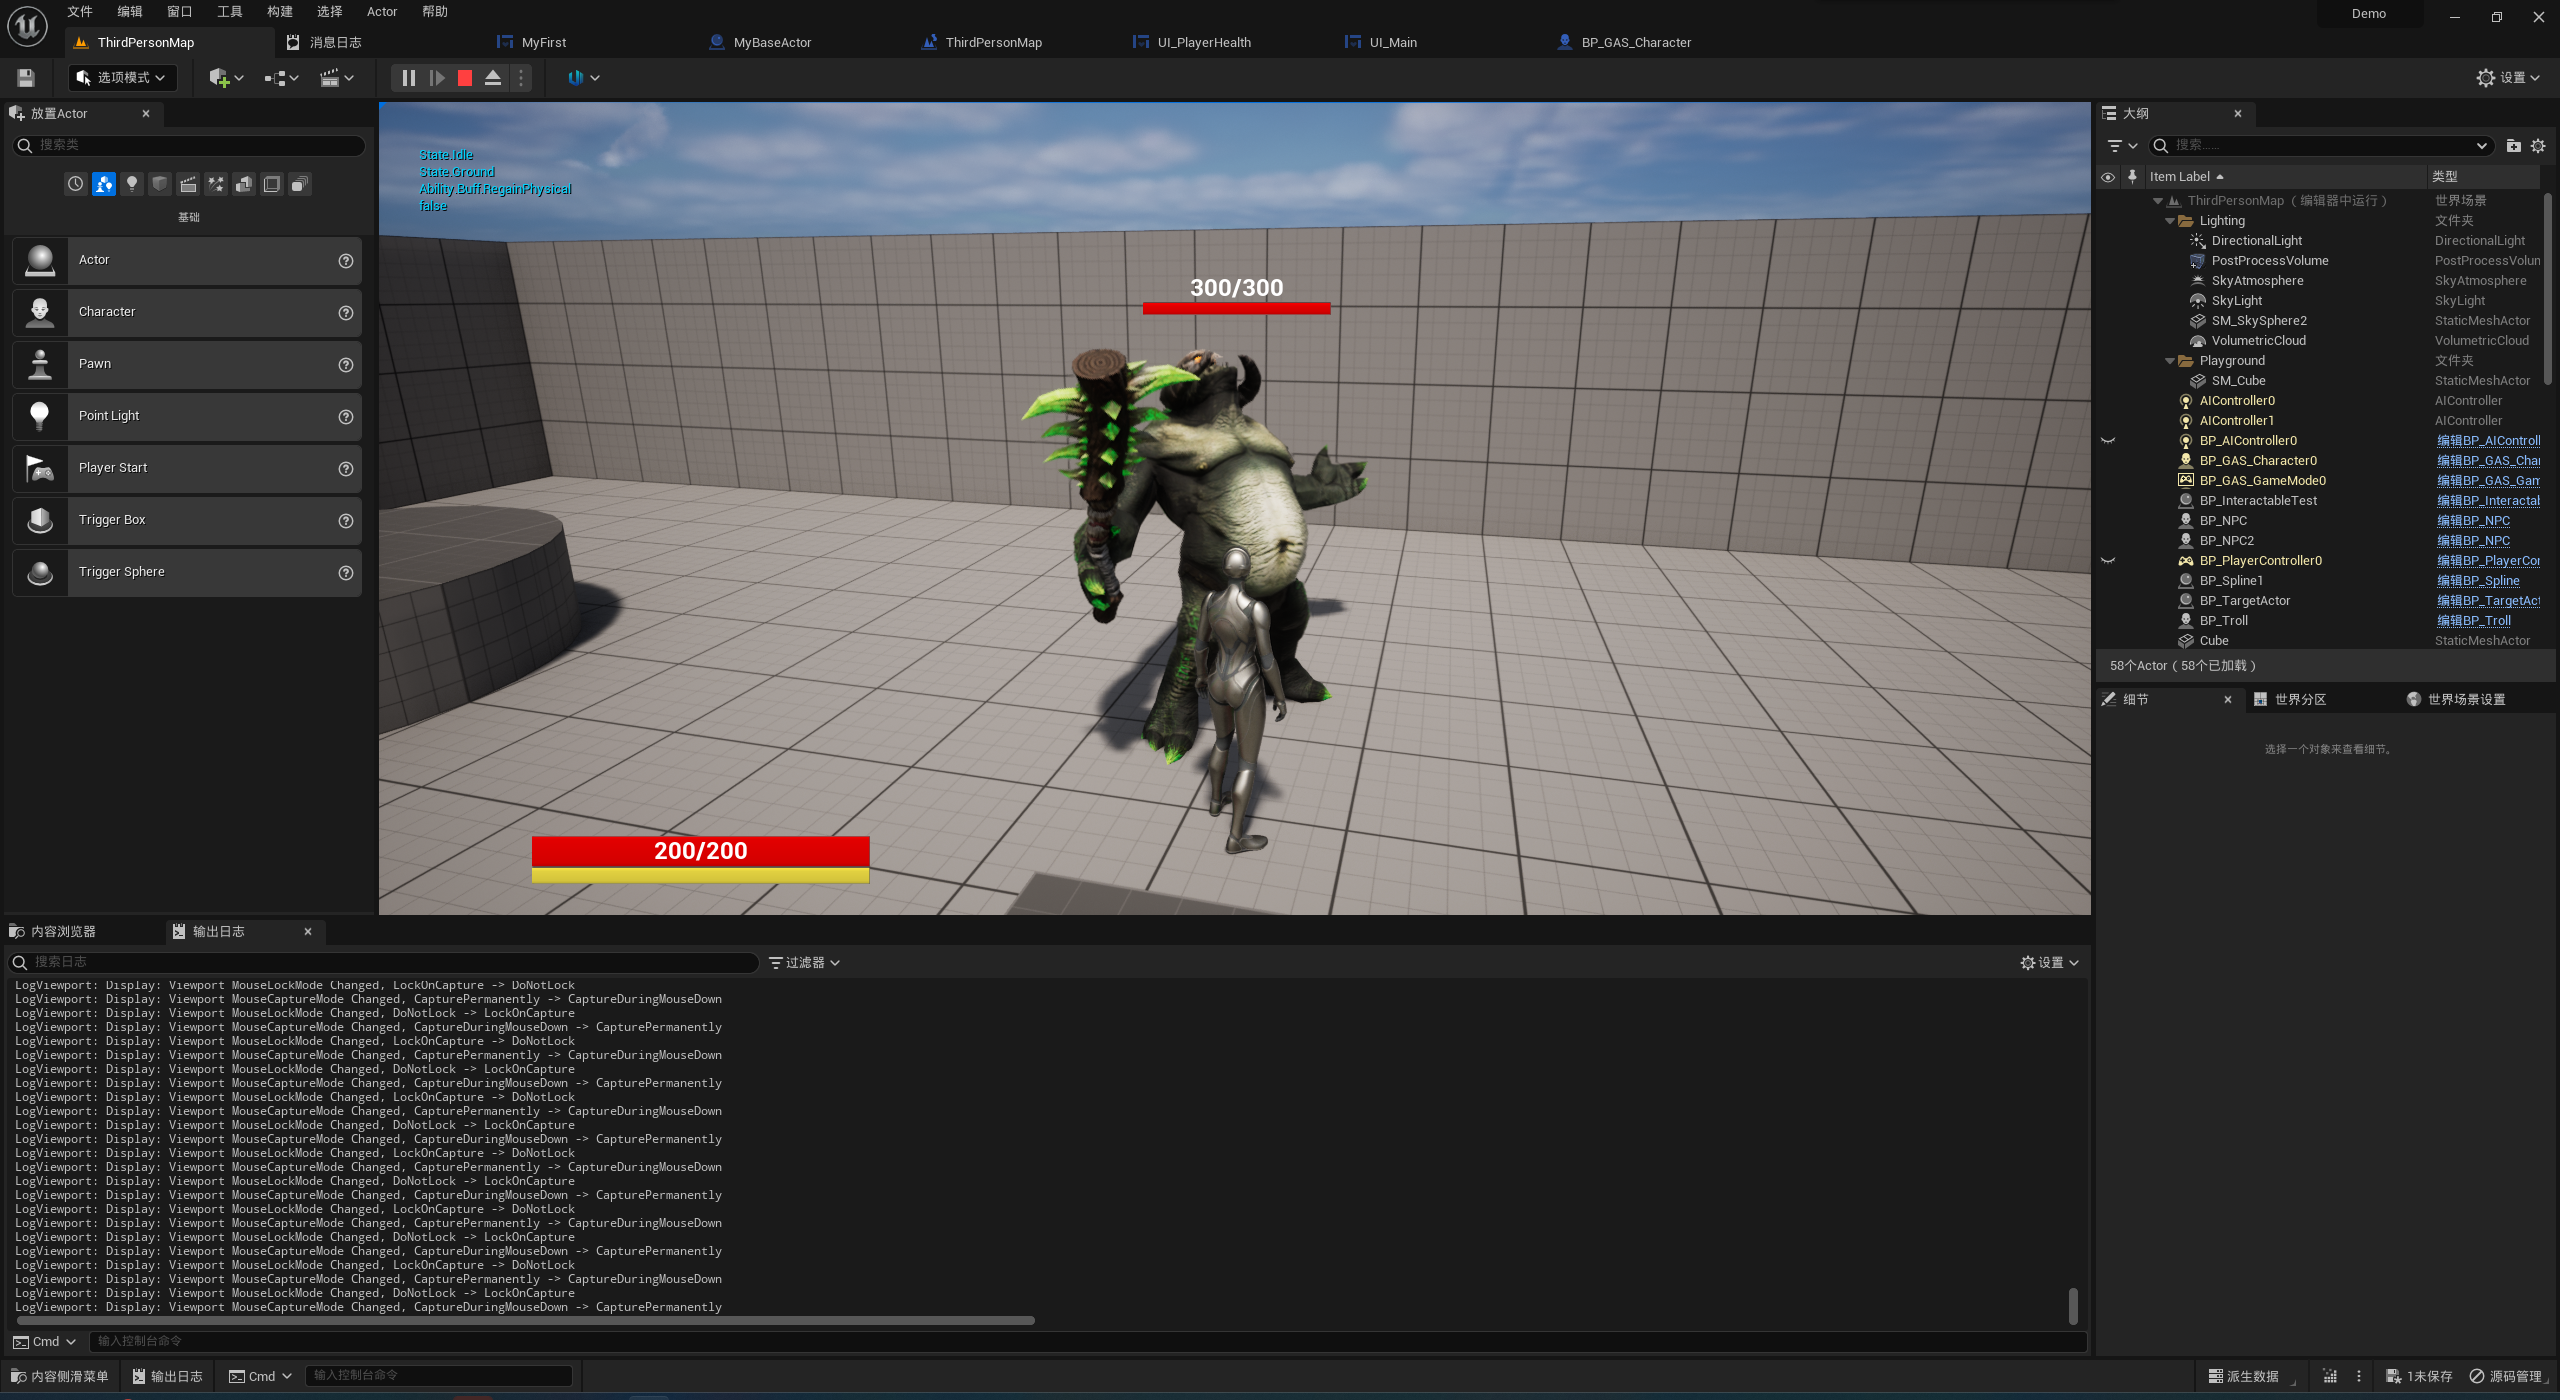 文件 编辑 窗口 工具 构建 选择 Actor 帮助 Demo
ThirdPersonMap 消息日志 MyFirst MyBaseActor ThirdPersonMap UI_PlayerHealth UI_Main BP_GAS_Character
选项模式 设置
放置Actor
搜索类
基础
Actor
Character
Pawn
Point Light
Player Start
Trigger Box
Trigger Sphere
State.Idle
State.Ground
Ability.Buff.RegainPhysical
false
300/300
200/200
大纲
搜索......
Item Label 类型
ThirdPersonMap（编辑器中运行） 世界场景
Lighting 文件夹
DirectionalLight DirectionalLight
PostProcessVolume PostProcessVolun
SkyAtmosphere SkyAtmosphere
SkyLight SkyLight
SM_SkySphere2 StaticMeshActor
VolumetricCloud VolumetricCloud
Playground 文件夹
SM_Cube StaticMeshActor
AIController0 AIController
AIController1 AIController
BP_AIController0 编辑BP_AIControll
BP_GAS_Character0 编辑BP_GAS_Char
BP_GAS_GameMode0 编辑BP_GAS_Gam
BP_InteractableTest 编辑BP_Interactab
BP_NPC 编辑BP_NPC
BP_NPC2 编辑BP_NPC
BP_PlayerController0 编辑BP_PlayerCor
BP_Spline1 编辑BP_Spline
BP_TargetActor 编辑BP_TargetAct
BP_Troll 编辑BP_Troll
Cube StaticMeshActor
58个Actor（58个已加载）
细节 世界分区 世界场景设置
选择一个对象来查看细节。
内容浏览器 输出日志
搜索日志 过滤器 设置
LogViewport: Display: Viewport MouseLockMode Changed, LockOnCapture -> DoNotLock
LogViewport: Display: Viewport MouseCaptureMode Changed, CapturePermanently -> CaptureDuringMouseDown
LogViewport: Display: Viewport MouseLockMode Changed, DoNotLock -> LockOnCapture
LogViewport: Display: Viewport MouseCaptureMode Changed, CaptureDuringMouseDown -> CapturePermanently
LogViewport: Display: Viewport MouseLockMode Changed, LockOnCapture -> DoNotLock
LogViewport: Display: Viewport MouseCaptureMode Changed, CapturePermanently -> CaptureDuringMouseDown
LogViewport: Display: Viewport MouseLockMode Changed, DoNotLock -> LockOnCapture
LogViewport: Display: Viewport MouseCaptureMode Changed, CaptureDuringMouseDown -> CapturePermanently
LogViewport: Display: Viewport MouseLockMode Changed, LockOnCapture -> DoNotLock
LogViewport: Display: Viewport MouseCaptureMode Changed, CapturePermanently -> CaptureDuringMouseDown
LogViewport: Display: Viewport MouseLockMode Changed, DoNotLock -> LockOnCapture
LogViewport: Display: Viewport MouseCaptureMode Changed, CaptureDuringMouseDown -> CapturePermanently
LogViewport: Display: Viewport MouseLockMode Changed, LockOnCapture -> DoNotLock
LogViewport: Display: Viewport MouseCaptureMode Changed, CapturePermanently -> CaptureDuringMouseDown
LogViewport: Display: Viewport MouseLockMode Changed, DoNotLock -> LockOnCapture
LogViewport: Display: Viewport MouseCaptureMode Changed, CaptureDuringMouseDown -> CapturePermanently
LogViewport: Display: Viewport MouseLockMode Changed, LockOnCapture -> DoNotLock
LogViewport: Display: Viewport MouseCaptureMode Changed, CapturePermanently -> CaptureDuringMouseDown
LogViewport: Display: Viewport MouseLockMode Changed, DoNotLock -> LockOnCapture
LogViewport: Display: Viewport MouseCaptureMode Changed, CaptureDuringMouseDown -> CapturePermanently
LogViewport: Display: Viewport MouseLockMode Changed, LockOnCapture -> DoNotLock
LogViewport: Display: Viewport MouseCaptureMode Changed, CapturePermanently -> CaptureDuringMouseDown
LogViewport: Display: Viewport MouseLockMode Changed, DoNotLock -> LockOnCapture
LogViewport: Display: Viewport MouseCaptureMode Changed, CaptureDuringMouseDown -> CapturePermanently
Cmd 输入控制台命令
内容侧滑菜单 输出日志 Cmd 输入控制台命令 派生数据 1未保存 源码管理